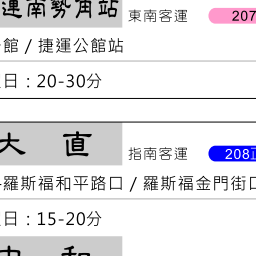 運南勢角站 東南客運 207
館 / 捷運公館站
日：20-30分
大 直 指南客運 208
羅斯福和平路口 / 羅斯福金門街口
日：15-20分
中 和